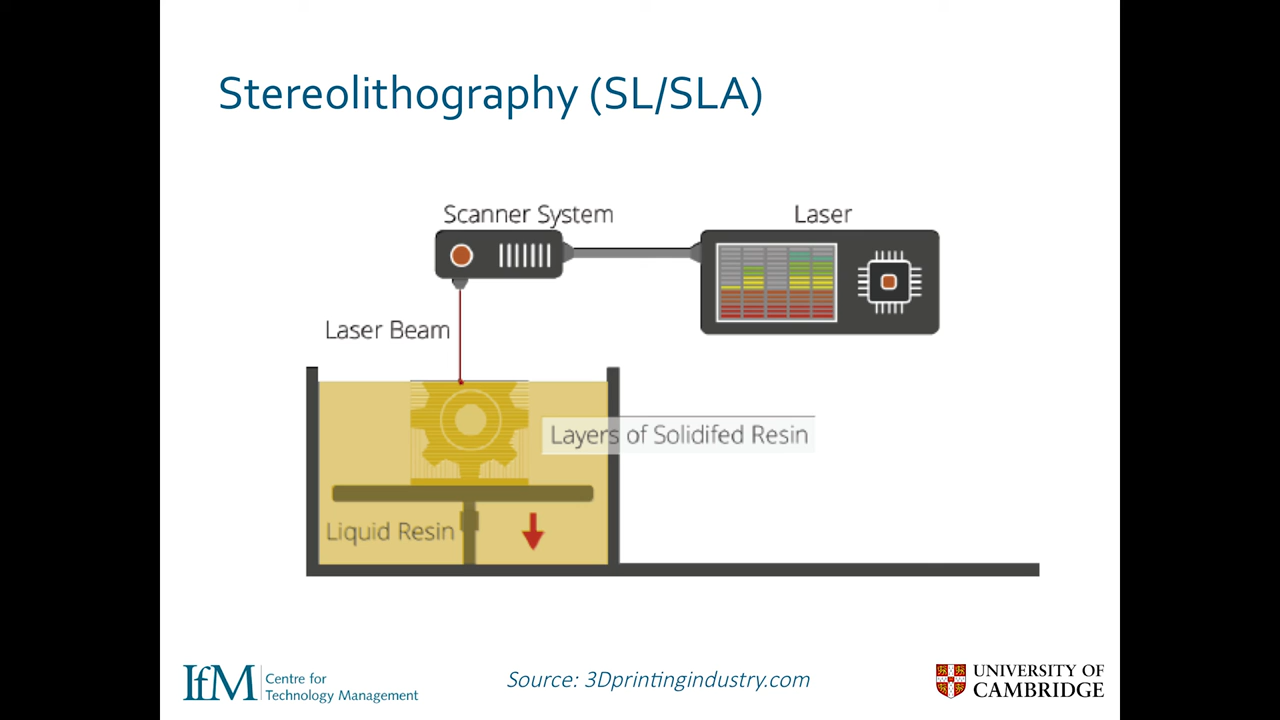 Stereolithography (SL/SLA)
Scanner System
Laser
Laser Beam
Layers of Solidifed Resin
Liquid Resin
IfM
Centre for
Technology Management
Source: 3Dprintingindustry.com
UNIVERSITY OF
CAMBRIDGE